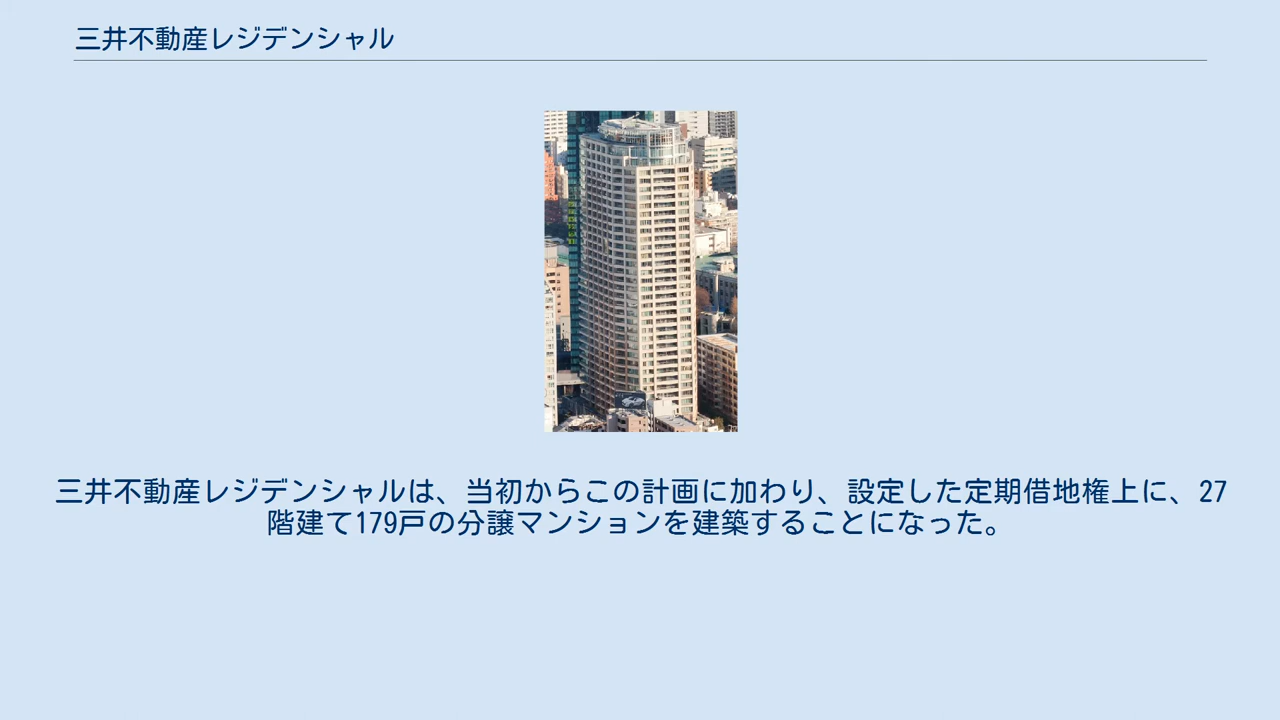 三井不動産レジデンシャル
三井不動産レジデンシャルは、当初からこの計画に加わり、設定した定期借地権上に、27
階建て179戸の分譲マンションを建築することになった。